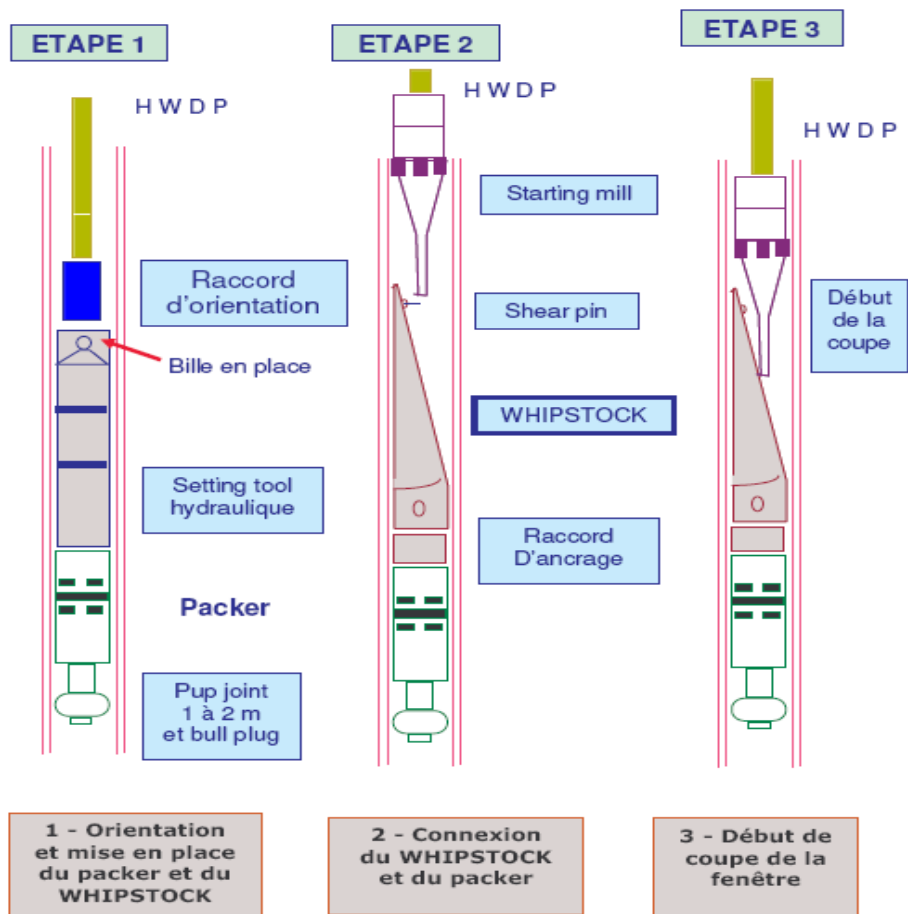 ETAPE 1
H W D P
Raccord
d'orientation
Bille en place
Setting tool
hydraulique
Packer
Pup joint
1 à 2 m
et bull plug
1 - Orientation
et mise en place
du packer et du
WHIPSTOCK
ETAPE 2
H W D P
Starting mill
Shear pin
WHIPSTOCK
Raccord
D'ancrage
2 - Connexion
du WHIPSTOCK
et du packer
ETAPE 3
H W D P
Début
de la
coupe
3 - Début de
coupe de la
fenêtre